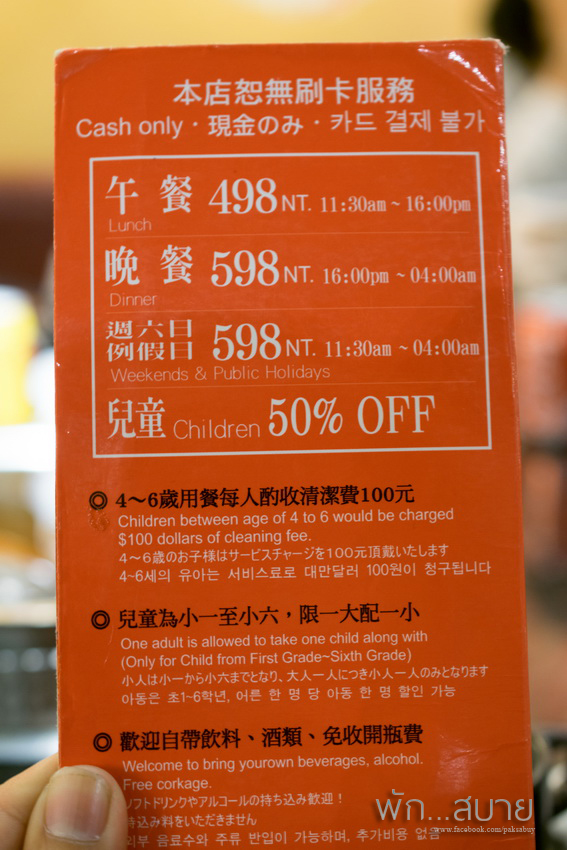 本店恕無刷卡服務
Cash only · 現金のみ · 카드 결제 불가
午餐 498 NT. 11:30am ~ 16:00pm
Lunch
晚餐 598 NT. 16:00pm ~ 04:00am
Dinner
週六日
例假日 598 NT. 11:30am ~ 04:00am
Weekends & Public Holidays
兒童 Children 50% OFF
◎ 4～6歲用餐每人酌收清潔費100元
Children between age of 4 to 6 would be charged
$100 dollars of cleaning fee.
4～6歳のお子様はサービスチャージを100元頂戴いたします
4~6세의 유아는 서비스료로 대만달러 100원이 청구됩니다
◎ 兒童為小一至小六，限一大配一小
One adult is allowed to take one child along with
(Only for Child from First Grade~Sixth Grade)
小人は小一から小六までとなり、大人一人につき小人一人のみとなります
아동은 초1~6학년, 어른 한 명 당 아동 한 명 할인 가능
◎ 歡迎自帶飲料、酒類、免收開瓶費
Welcome to bring yourown beverages, alcohol.
Free corkage.
ソフトドリンクやアルコールの持ち込み歓迎！
持込み料をいただきません
외부 음료수와 주류 반입이 가능하며, 추가비용 없음
พัก...สบาย
www.facebook.com/paksabuy